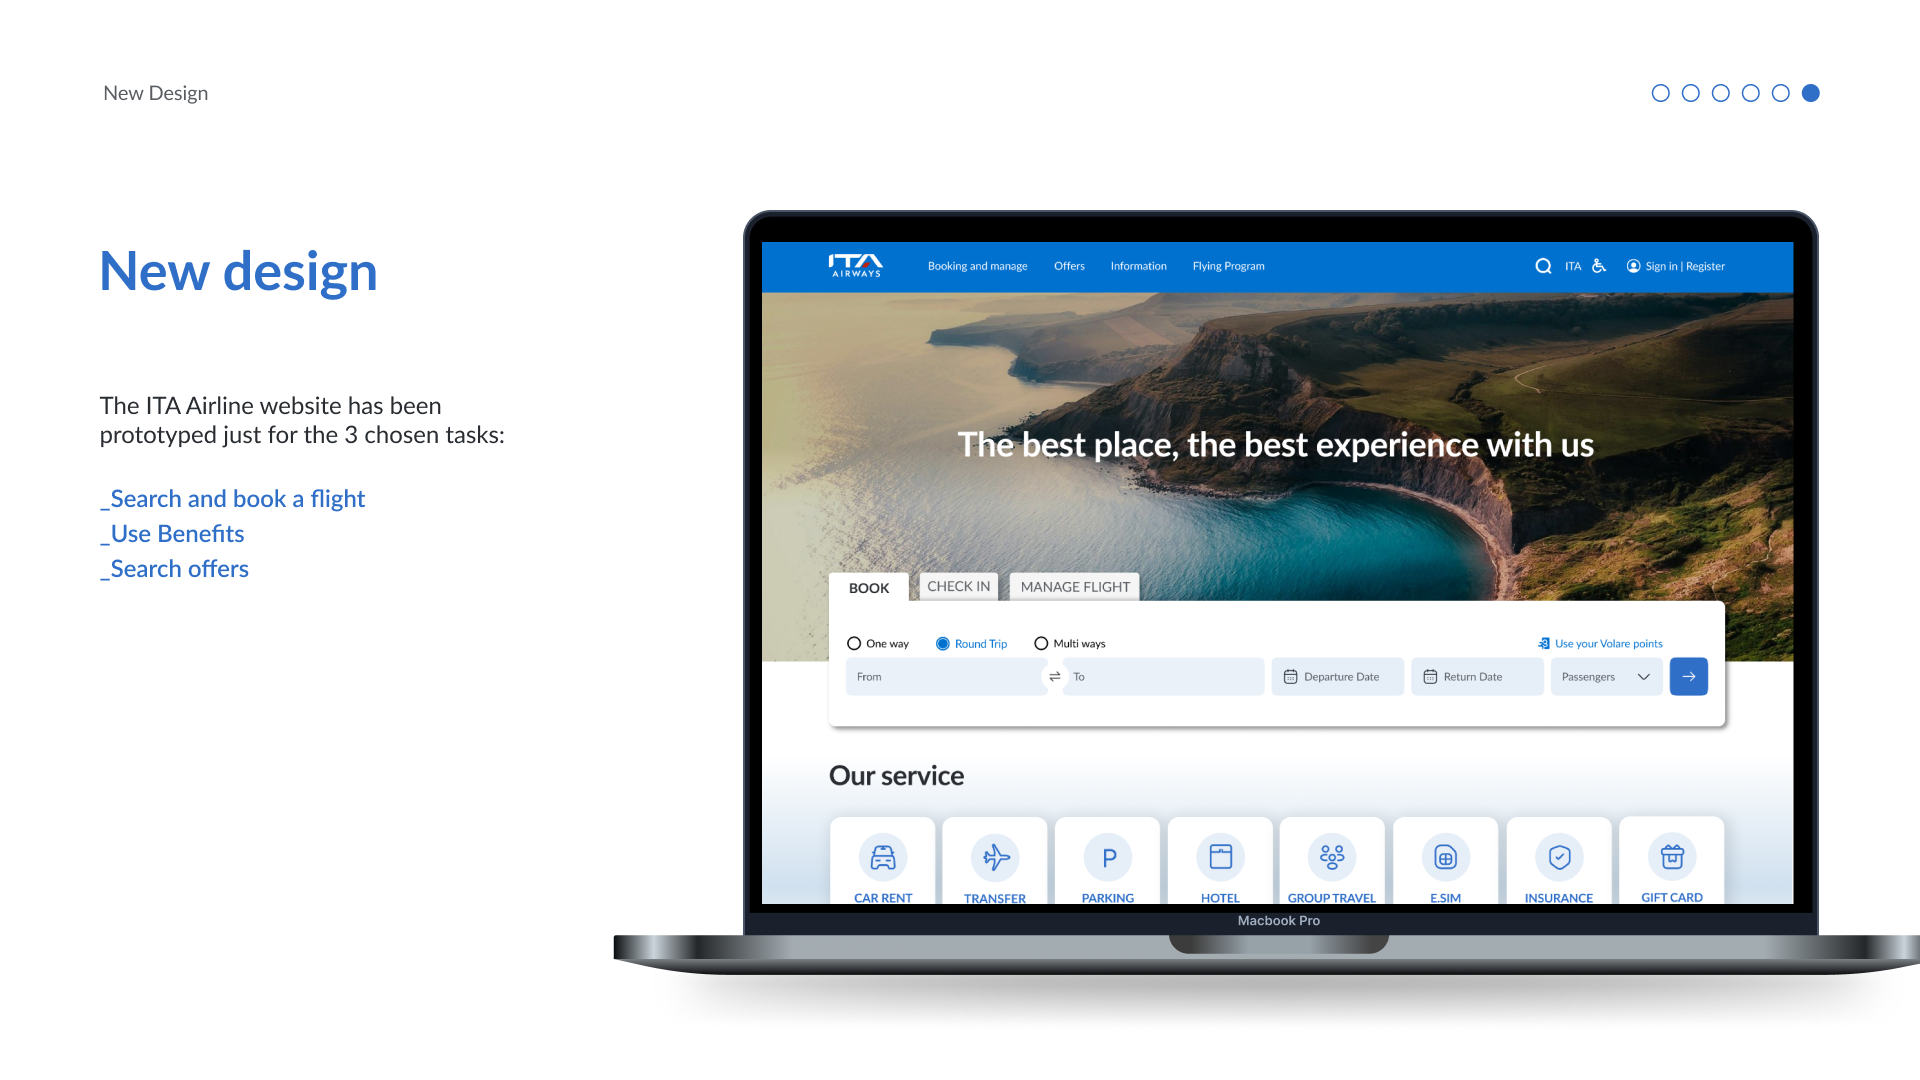 New Design
New design
The ITA Airline website has been
prototyped just for the 3 chosen tasks:
_Search and book a flight
_Use Benefits
_Search offers
ITA
AIRWAYS
Booking and manage Offers Information Flying Program ITA Sign in | Register
The best place, the best experience with us
BOOK CHECK IN MANAGE FLIGHT
One way Round Trip Multi ways Use your Volare points
From To Departure Date Return Date Passengers
Our service
P
CAR RENT TRANSFER PARKING HOTEL GROUP TRAVEL E.SIM INSURANCE GIFT CARD
Macbook Pro